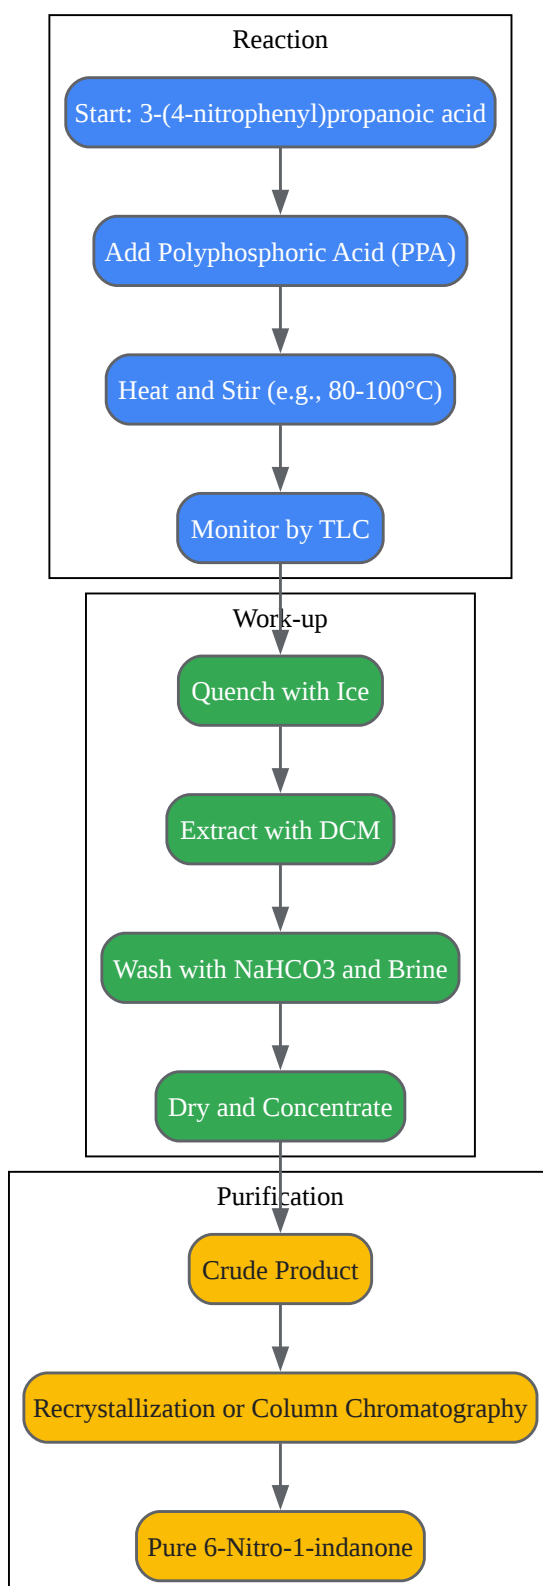 Reaction
Start: 3-(4-nitrophenyl)propanoic acid
Add Polyphosphoric Acid (PPA)
Heat and Stir (e.g., 80-100°C)
Monitor by TLC
Work-up
Quench with Ice
Extract with DCM
Wash with NaHCO3 and Brine
Dry and Concentrate
Purification
Crude Product
Recrystallization or Column Chromatography
Pure 6-Nitro-1-indanone